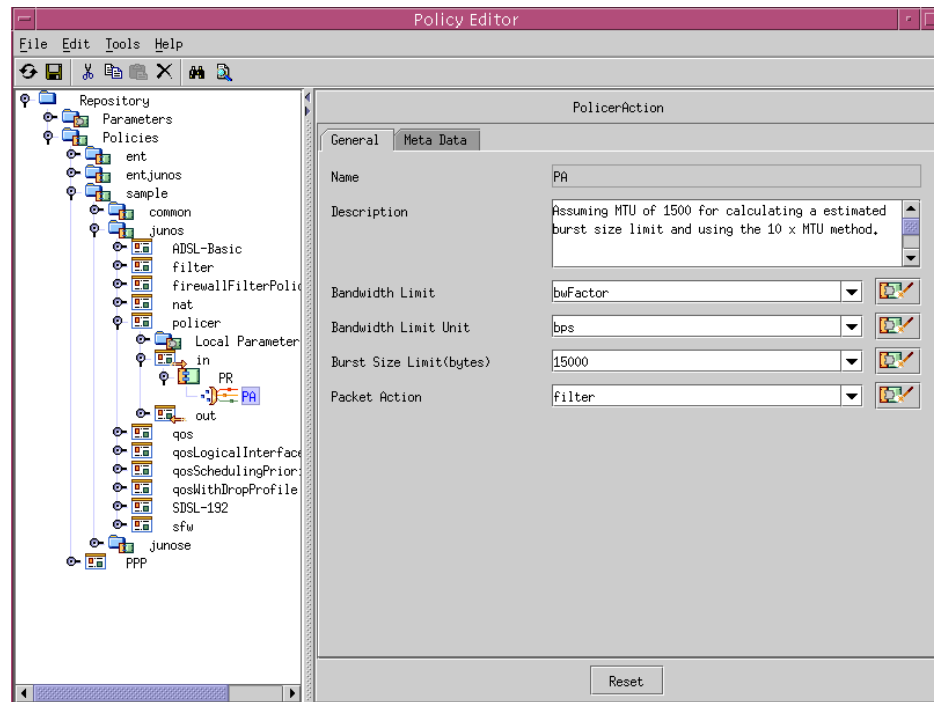 Policy Editor
File Edit Tools Help
Repository
Parameters
Policies
ent
entjunos
sample
common
junos
ADSL-Basic
filter
firewallFilterPoli
nat
policer
Local Parameter
in
PR
PA
out
qos
qosLogicalInterface
qosSchedulingPrior
qosWithDropProfile
SDSL-192
sfw
junose
PPP
PolicerAction
General Meta Data
Name PA
Description Assuming MTU of 1500 for calculating a estimated
burst size limit and using the 10 x MTU method.
Bandwidth Limit bwFactor
Bandwidth Limit Unit bps
Burst Size Limit(bytes) 15000
Packet Action filter
Reset